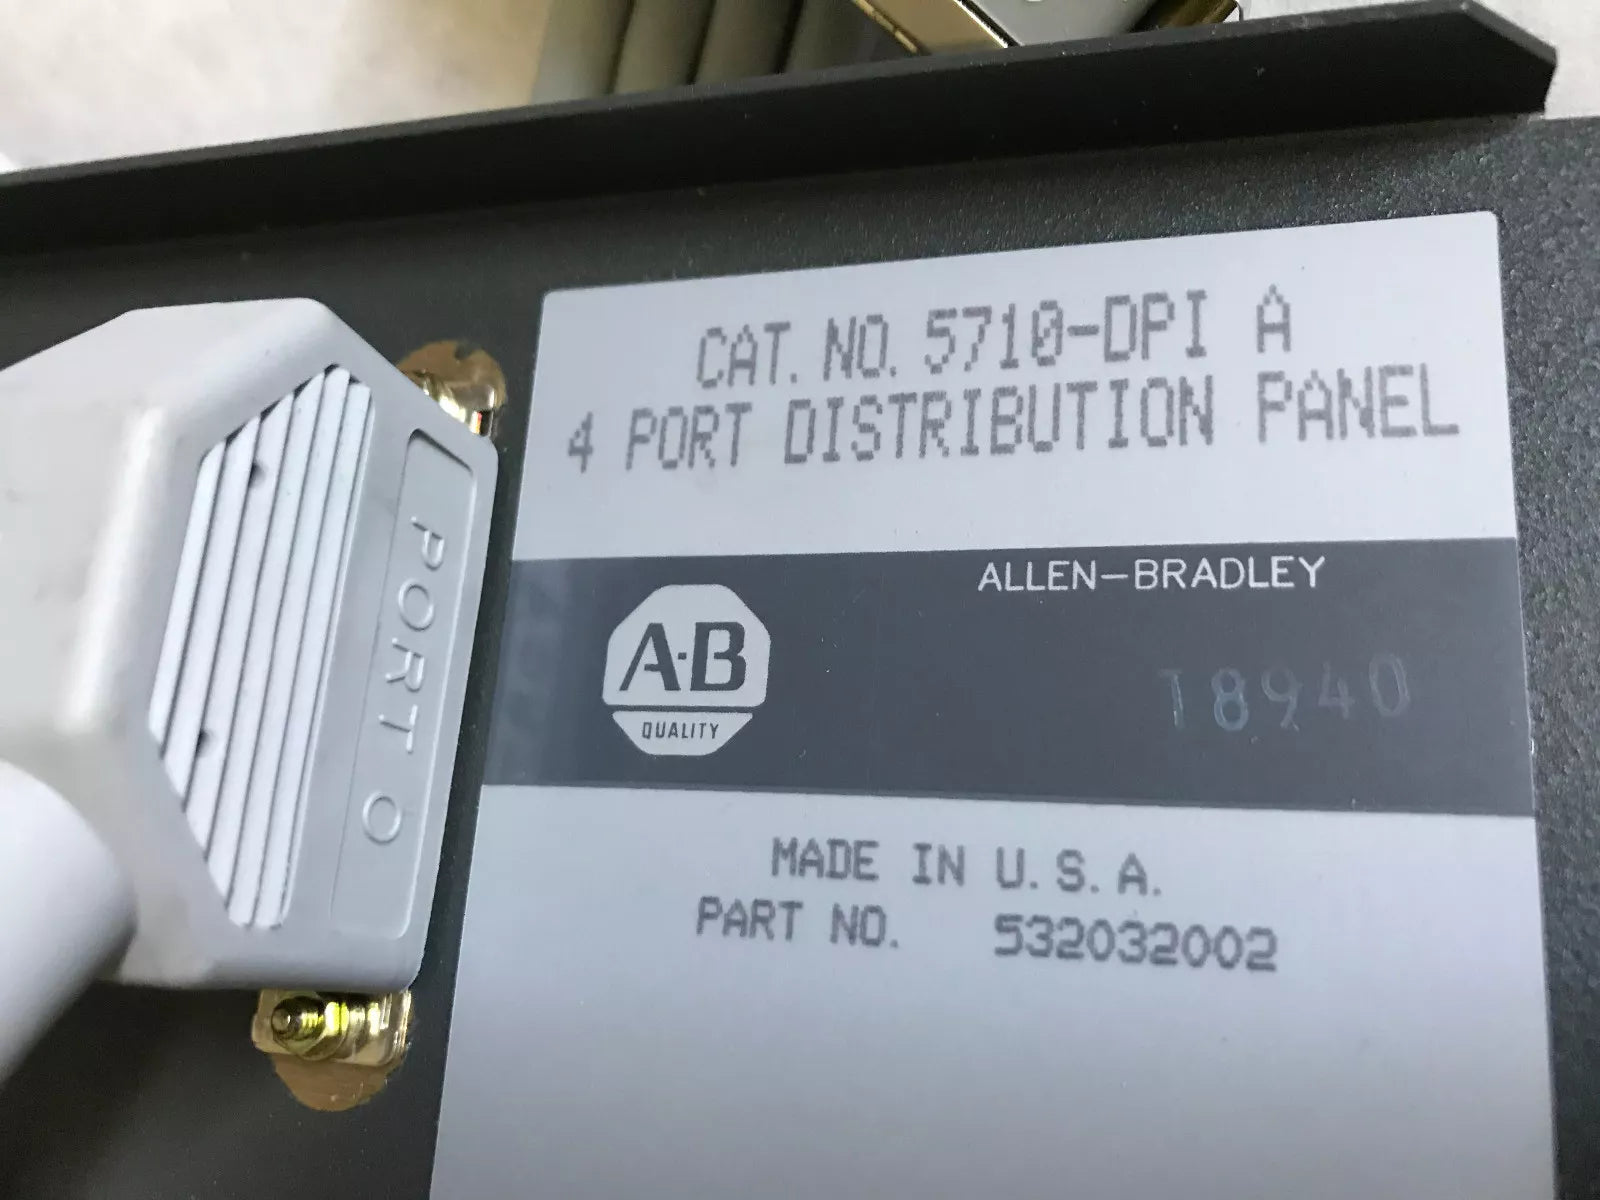 CAT. NO. 5710-DPI A
4 PORT DISTRIBUTION PANEL
ALLEN-BRADLEY
A-B
QUALITY
18940
MADE IN U.S.A.
PART NO. 532032002
PORT 0